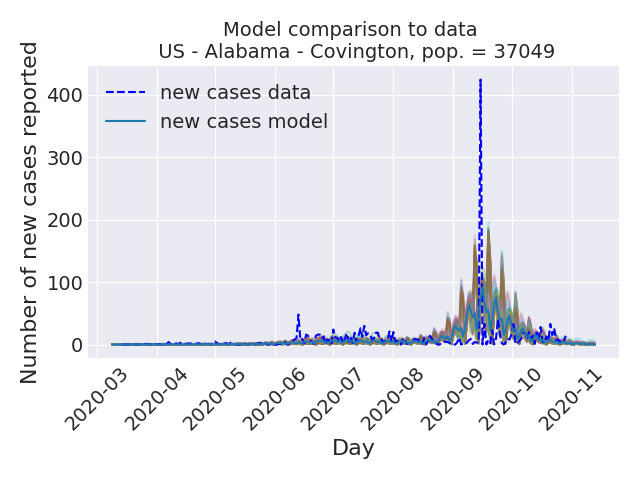 Model comparison to data
US - Alabama - Covington, pop. = 37049
Number of new cases reported
400
300
200
100
0
new cases data
new cases model
2020-03
2020-04
2020-05
2020-06
2020-07
2020-08
2020-09
2020-10
2020-11
Day